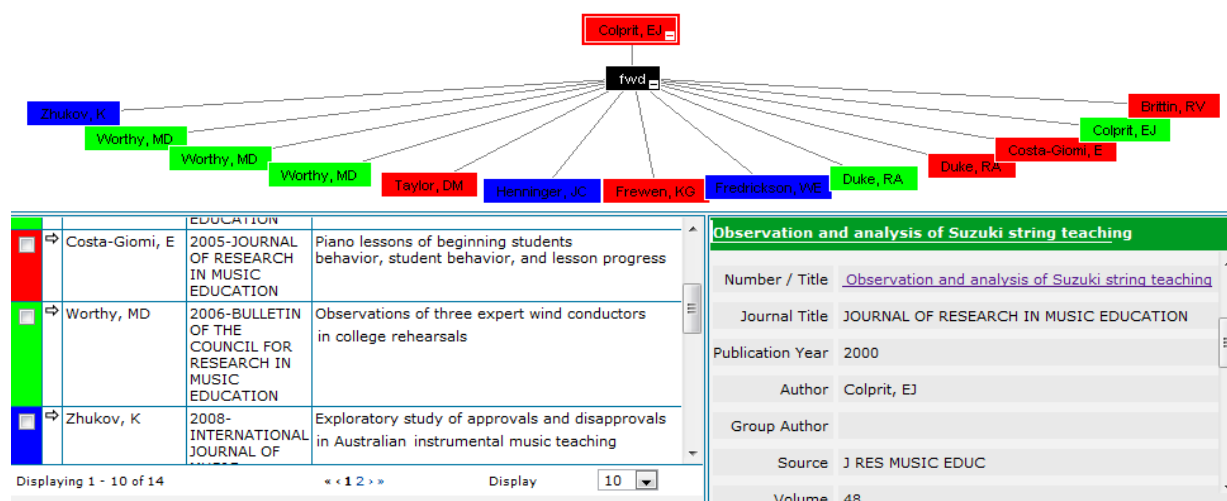 Colprit, EJ
fwd
Zhukov, K
Worthy, MD
Worthy, MD
Worthy, MD
Taylor, DM
Henninger, JC
Frewen, KG
Fredrickson, WE
Duke, RA
Duke, RA
Costa-Giomi, E
Colprit, EJ
Brittin, RV
EDUCATION
Costa-Giomi, E
2005-JOURNAL
OF RESEARCH
IN MUSIC
EDUCATION
Piano lessons of beginning students
behavior, student behavior, and lesson progress
Worthy, MD
2006-BULLETIN
OF THE
COUNCIL FOR
RESEARCH IN
MUSIC
EDUCATION
Observations of three expert wind conductors
in college rehearsals
Zhukov, K
2008-
INTERNATIONAL
JOURNAL OF
Exploratory study of approvals and disapprovals
in Australian instrumental music teaching
Displaying 1 - 10 of 14
« ‹ 1 2 › »
Display
10
Observation and analysis of Suzuki string teaching
Number / Title Observation and analysis of Suzuki string teaching
Journal Title JOURNAL OF RESEARCH IN MUSIC EDUCATION
Publication Year 2000
Author Colprit, EJ
Group Author
Source J RES MUSIC EDUC
Volume 48